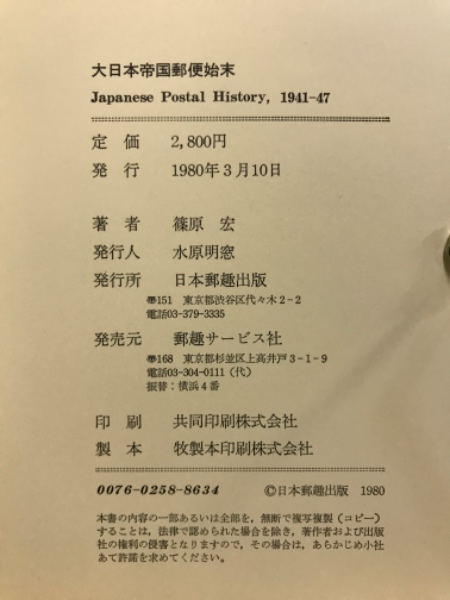 大日本帝国郵便始末
Japanese Postal History, 1941-47
定 価 2,800円
発 行 1980年3月10日
著 者 篠原 宏
発行人 水原明窓
発行所 日本郵趣出版
〠151 東京都渋谷区代々木2-2
電話03-379-3335
発売元 郵趣サービス社
〠168 東京都杉並区上高井戸3-1-9
電話03-304-0111(代)
振替:横浜4番
印 刷 共同印刷株式会社
製 本 牧製本印刷株式会社
0076-0258-8634 ©日本郵趣出版 1980
本書の内容の一部あるいは全部を,無断で複写複製(コピー)
することは,法律で認められた場合を除き,著作者および出版
社の権利の侵害となりますので,その場合は,あらかじめ小社
あて許諾を求めてください。